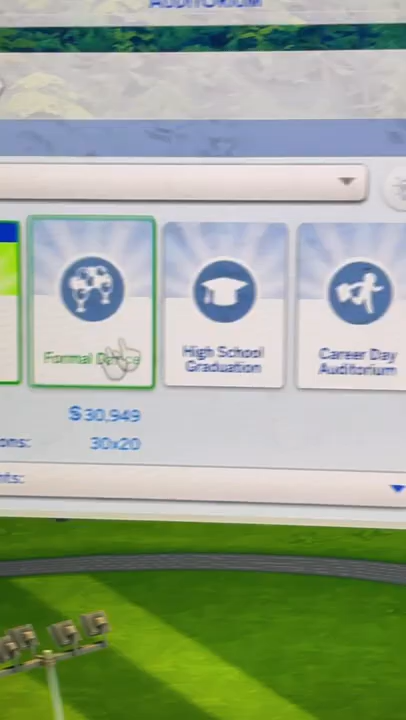 AUDITORIUM
Formal Dance
High School
Graduation
Career Day
Auditorium
$30,949
ons: 30x20
nts: